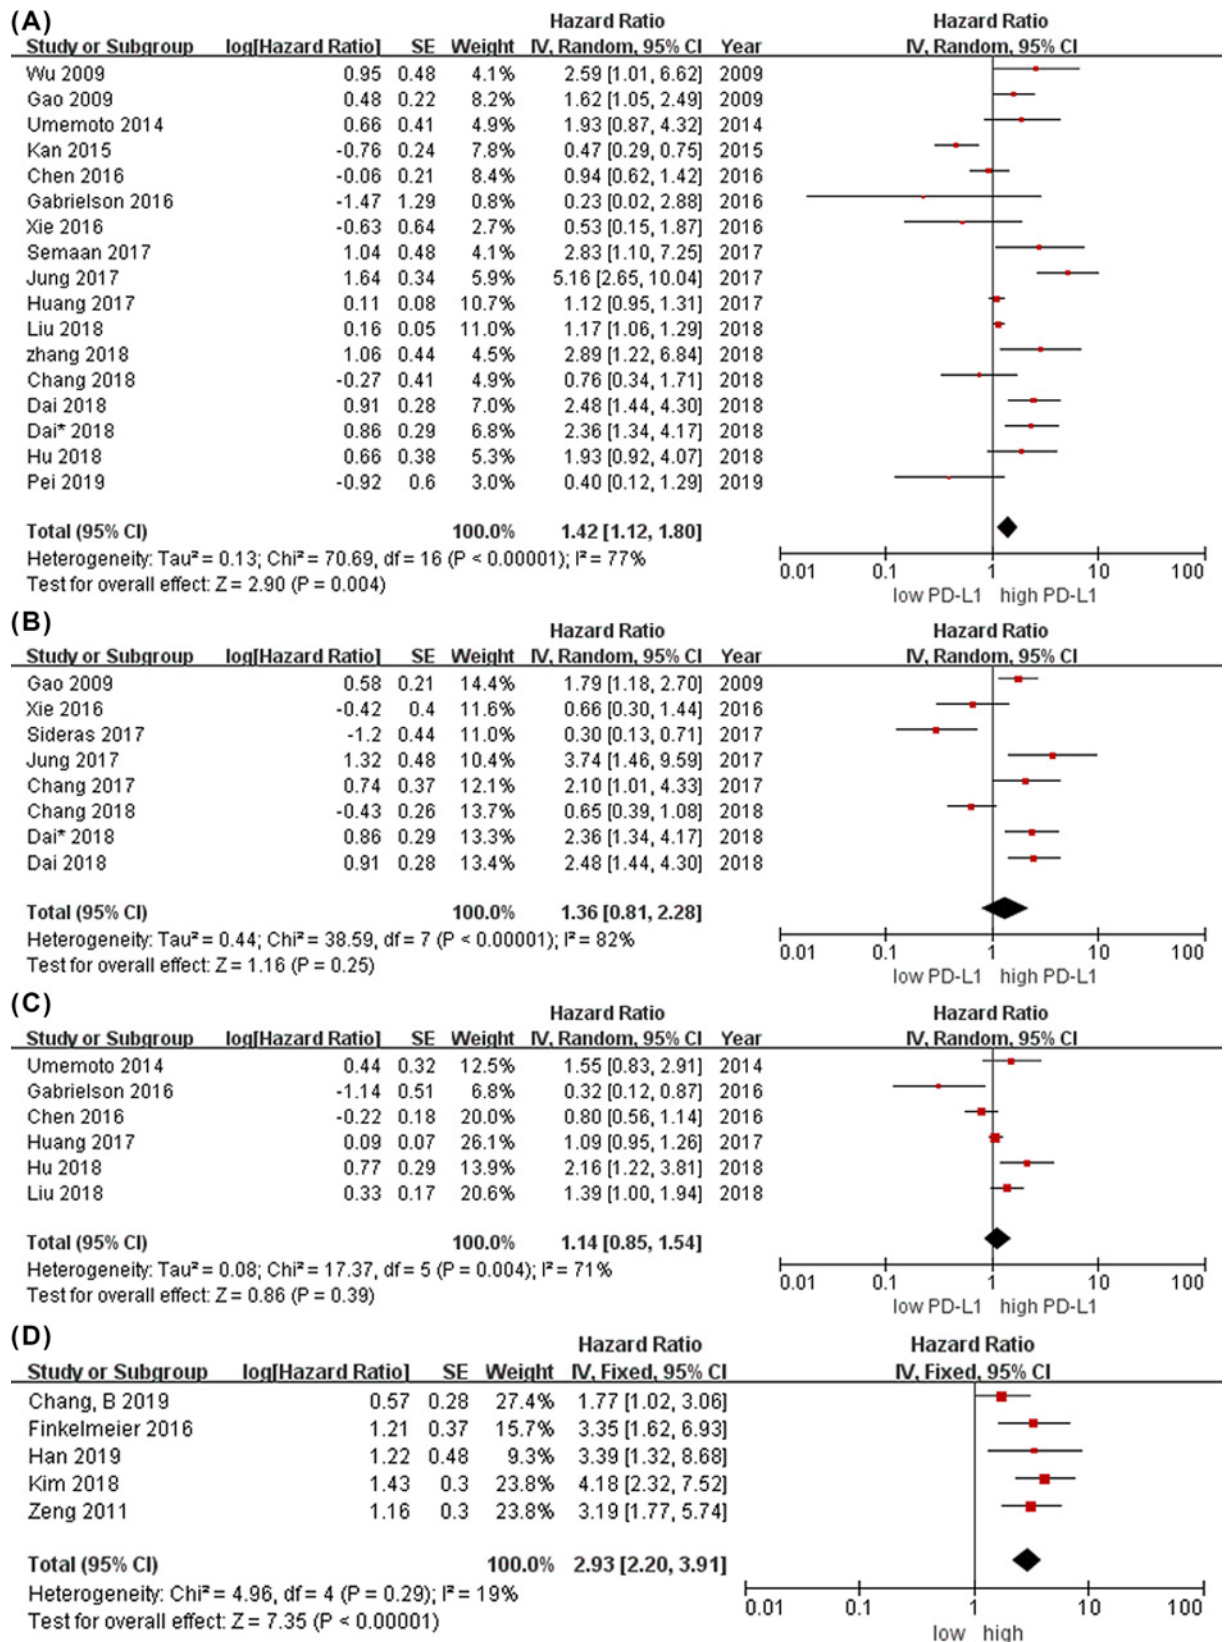 (A)
Hazard Ratio Hazard Ratio
Study or Subgroup log[Hazard Ratio] SE Weight IV, Random, 95% CI Year IV, Random, 95% CI
Wu 2009 0.95 0.48 4.1% 2.59 [1.01, 6.62] 2009
Gao 2009 0.48 0.22 8.2% 1.62 [1.05, 2.49] 2009
Umemoto 2014 0.66 0.41 4.9% 1.93 [0.87, 4.32] 2014
Kan 2015 -0.76 0.24 7.8% 0.47 [0.29, 0.75] 2015
Chen 2016 -0.06 0.21 8.4% 0.94 [0.62, 1.42] 2016
Gabrielson 2016 -1.47 1.29 0.8% 0.23 [0.02, 2.88] 2016
Xie 2016 -0.63 0.64 2.7% 0.53 [0.15, 1.87] 2016
Semaan 2017 1.04 0.48 4.1% 2.83 [1.10, 7.25] 2017
Jung 2017 1.64 0.34 5.9% 5.16 [2.65, 10.04] 2017
Huang 2017 0.11 0.08 10.7% 1.12 [0.95, 1.31] 2017
Liu 2018 0.16 0.05 11.0% 1.17 [1.06, 1.29] 2018
zhang 2018 1.06 0.44 4.5% 2.89 [1.22, 6.84] 2018
Chang 2018 -0.27 0.41 4.9% 0.76 [0.34, 1.71] 2018
Dai 2018 0.91 0.28 7.0% 2.48 [1.44, 4.30] 2018
Dai* 2018 0.86 0.29 6.8% 2.36 [1.34, 4.17] 2018
Hu 2018 0.66 0.38 5.3% 1.93 [0.92, 4.07] 2018
Pei 2019 -0.92 0.6 3.0% 0.40 [0.12, 1.29] 2019
Total (95% CI) 100.0% 1.42 [1.12, 1.80]
Heterogeneity: Tau² = 0.13; Chi² = 70.69, df = 16 (P < 0.00001); I² = 77%
Test for overall effect: Z = 2.90 (P = 0.004)
0.01 0.1 1 10 100
low PD-L1 high PD-L1
(B)
Hazard Ratio Hazard Ratio
Study or Subgroup log[Hazard Ratio] SE Weight IV, Random, 95% CI Year IV, Random, 95% CI
Gao 2009 0.58 0.21 14.4% 1.79 [1.18, 2.70] 2009
Xie 2016 -0.42 0.4 11.6% 0.66 [0.30, 1.44] 2016
Sideras 2017 -1.2 0.44 11.0% 0.30 [0.13, 0.71] 2017
Jung 2017 1.32 0.48 10.4% 3.74 [1.46, 9.59] 2017
Chang 2017 0.74 0.37 12.1% 2.10 [1.01, 4.33] 2017
Chang 2018 -0.43 0.26 13.7% 0.65 [0.39, 1.08] 2018
Dai* 2018 0.86 0.29 13.3% 2.36 [1.34, 4.17] 2018
Dai 2018 0.91 0.28 13.4% 2.48 [1.44, 4.30] 2018
Total (95% CI) 100.0% 1.36 [0.81, 2.28]
Heterogeneity: Tau² = 0.44; Chi² = 38.59, df = 7 (P < 0.00001); I² = 82%
Test for overall effect: Z = 1.16 (P = 0.25)
0.01 0.1 1 10 100
low PD-L1 high PD-L1
(C)
Hazard Ratio Hazard Ratio
Study or Subgroup log[Hazard Ratio] SE Weight IV, Random, 95% CI Year IV, Random, 95% CI
Umemoto 2014 0.44 0.32 12.5% 1.55 [0.83, 2.91] 2014
Gabrielson 2016 -1.14 0.51 6.8% 0.32 [0.12, 0.87] 2016
Chen 2016 -0.22 0.18 20.0% 0.80 [0.56, 1.14] 2016
Huang 2017 0.09 0.07 26.1% 1.09 [0.95, 1.26] 2017
Hu 2018 0.77 0.29 13.9% 2.16 [1.22, 3.81] 2018
Liu 2018 0.33 0.17 20.6% 1.39 [1.00, 1.94] 2018
Total (95% CI) 100.0% 1.14 [0.85, 1.54]
Heterogeneity: Tau² = 0.08; Chi² = 17.37, df = 5 (P = 0.004); I² = 71%
Test for overall effect: Z = 0.86 (P = 0.39)
0.01 0.1 1 10 100
low PD-L1 high PD-L1
(D)
Hazard Ratio Hazard Ratio
Study or Subgroup log[Hazard Ratio] SE Weight IV, Fixed, 95% CI IV, Fixed, 95% CI
Chang, B 2019 0.57 0.28 27.4% 1.77 [1.02, 3.06]
Finkelmeier 2016 1.21 0.37 15.7% 3.35 [1.62, 6.93]
Han 2019 1.22 0.48 9.3% 3.39 [1.32, 8.68]
Kim 2018 1.43 0.3 23.8% 4.18 [2.32, 7.52]
Zeng 2011 1.16 0.3 23.8% 3.19 [1.77, 5.74]
Total (95% CI) 100.0% 2.93 [2.20, 3.91]
Heterogeneity: Chi² = 4.96, df = 4 (P = 0.29); I² = 19%
Test for overall effect: Z = 7.35 (P < 0.00001)
0.01 0.1 1 10 100
low high